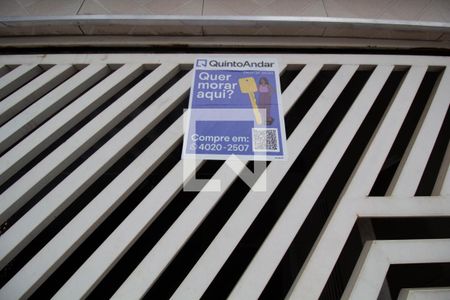 QuintoAndar
Quer
morar
aqui?
Compre em:
4020-2507